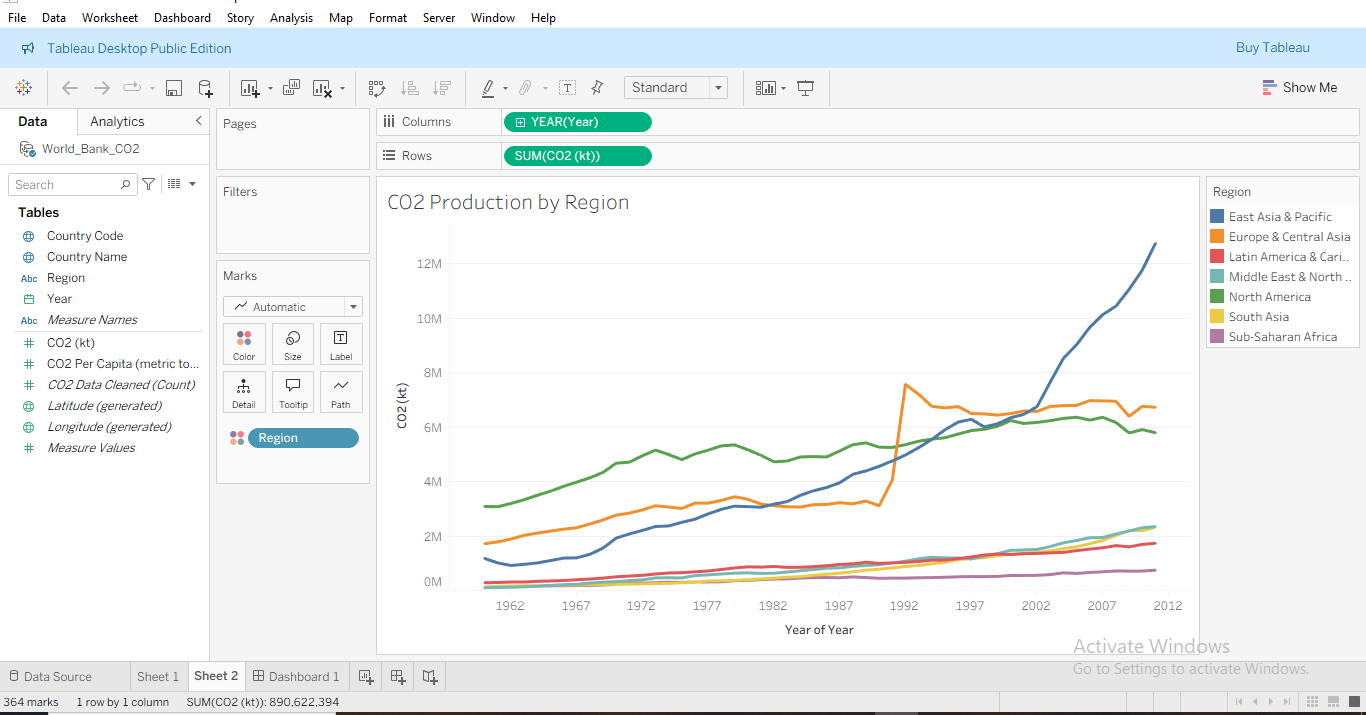 File Data Worksheet Dashboard Story Analysis Map Format Server Window Help
Tableau Desktop Public Edition
Buy Tableau
Standard
Show Me
Data
Analytics
World_Bank_CO2
Search
Tables
Country Code
Country Name
Abc Region
Year
Abc Measure Names
CO2 (kt)
CO2 Per Capita (metric to...
CO2 Data Cleaned (Count)
Latitude (generated)
Longitude (generated)
Measure Values
Pages
Filters
Marks
Automatic
Color Size Label
Detail Tooltip Path
Region
Columns
YEAR(Year)
Rows
SUM(CO2 (kt))
CO2 Production by Region
CO2 (kt)
12M
10M
8M
6M
4M
2M
0M
1962 1967 1972 1977 1982 1987 1992 1997 2002 2007 2012
Year of Year
Region
East Asia & Pacific
Europe & Central Asia
Latin America & Cari..
Middle East & North ..
North America
South Asia
Sub-Saharan Africa
Activate Windows
Go to Settings to activate Windows.
Data Source
Sheet 1
Sheet 2
Dashboard 1
364 marks
1 row by 1 column
SUM(CO2 (kt)): 890,622,394